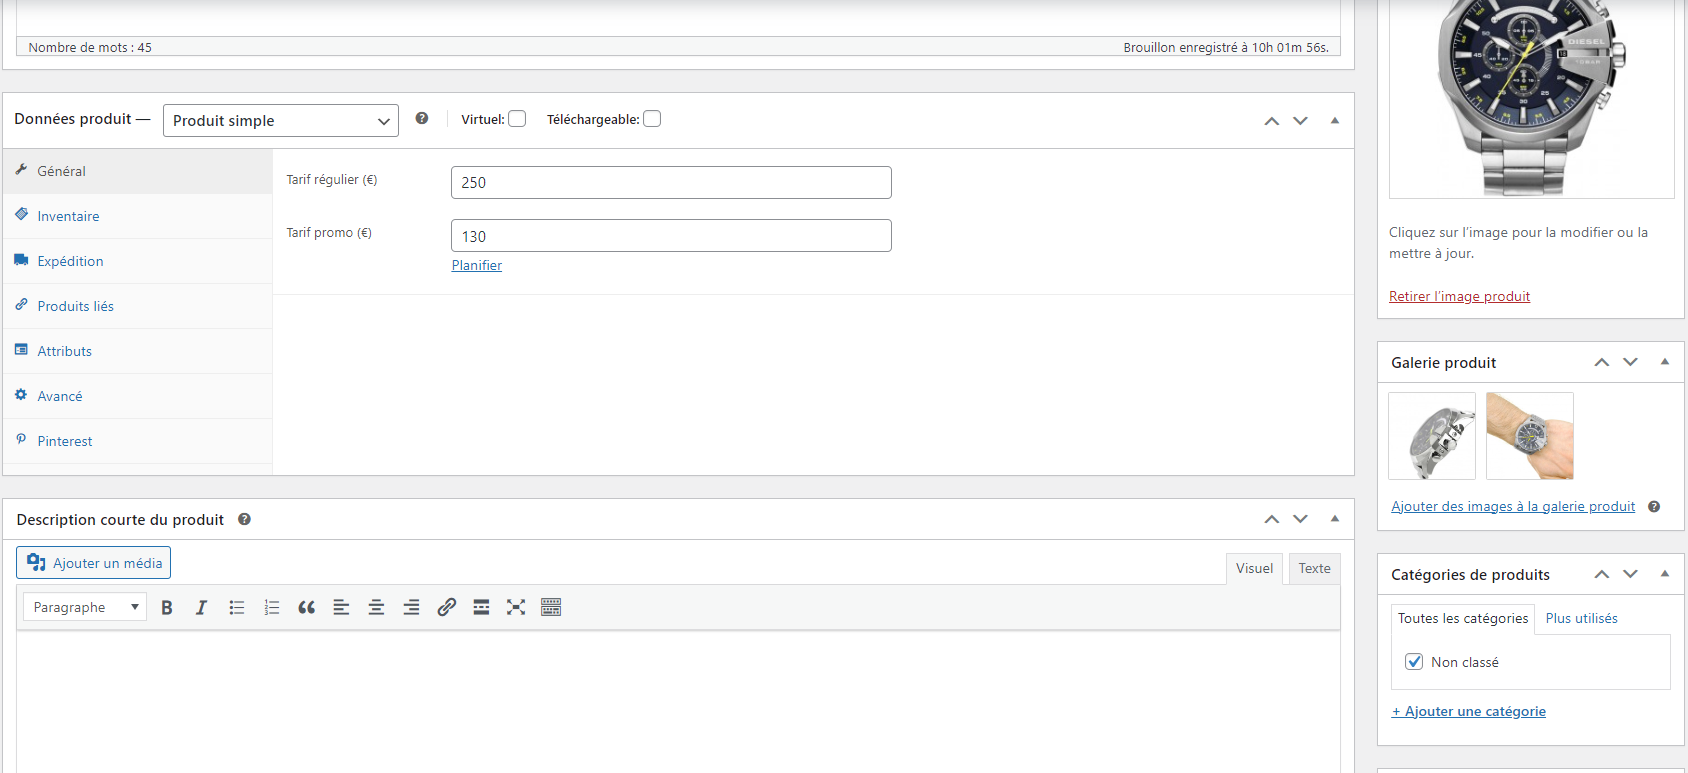 Nombre de mots : 45
Brouillon enregistré à 10h 01m 56s.
Données produit —
Produit simple
Virtuel:
Téléchargeable:
Général
Inventaire
Expédition
Produits liés
Attributs
Avancé
Pinterest
Tarif régulier (€)
250
Tarif promo (€)
130
Planifier
Description courte du produit
Ajouter un média
Visuel
Texte
Paragraphe
DIESEL
10BAR
Cliquez sur l’image pour la modifier ou la
mettre à jour.
Retirer l’image produit
Galerie produit
Ajouter des images à la galerie produit
Catégories de produits
Toutes les catégories
Plus utilisés
Non classé
+ Ajouter une catégorie